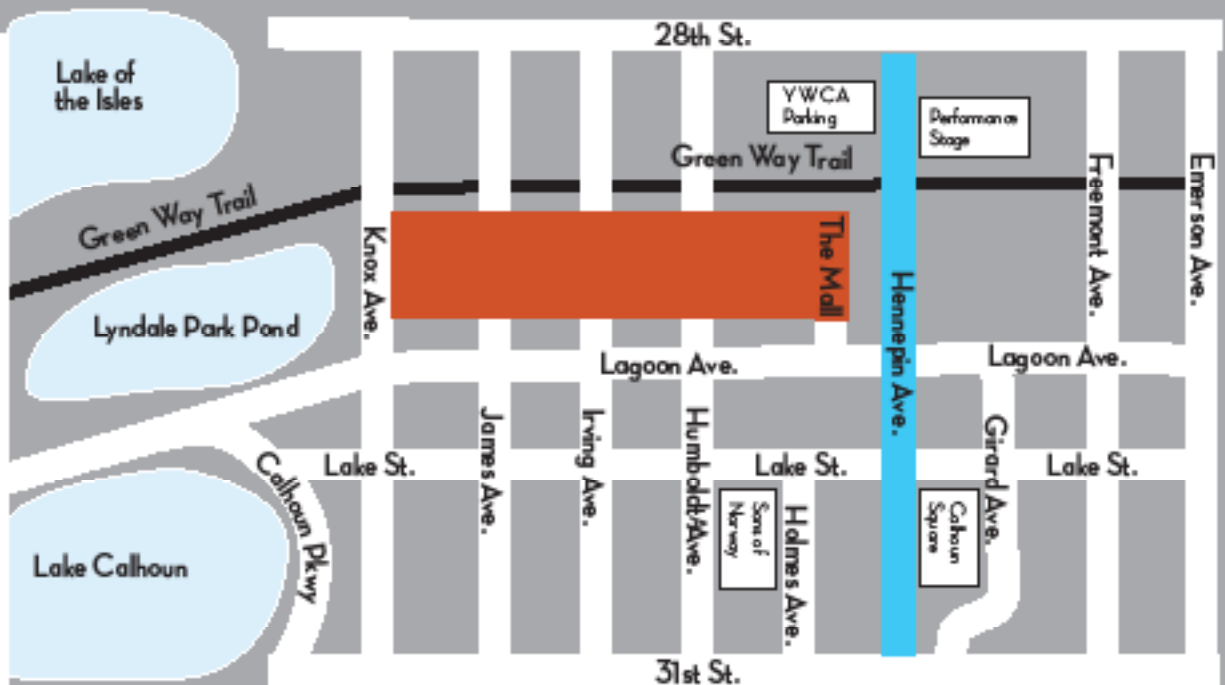 28th St.
Lake of
the Isles
YWCA
Parking
Performance
Stage
Green Way Trail
Green Way Trail
Freemont Ave.
Emerson Ave.
Knox Ave.
The Mall
Hennepin Ave.
Lyndale Park Pond
Lagoon Ave.
Lagoon Ave.
James Ave.
Irving Ave.
Humboldt Ave.
Girard Ave.
Calhoun Pkwy
Lake St.
Lake St.
Lake St.
Sons of
Norway
Holmes Ave.
Calhoun
Square
Lake Calhoun
31st St.